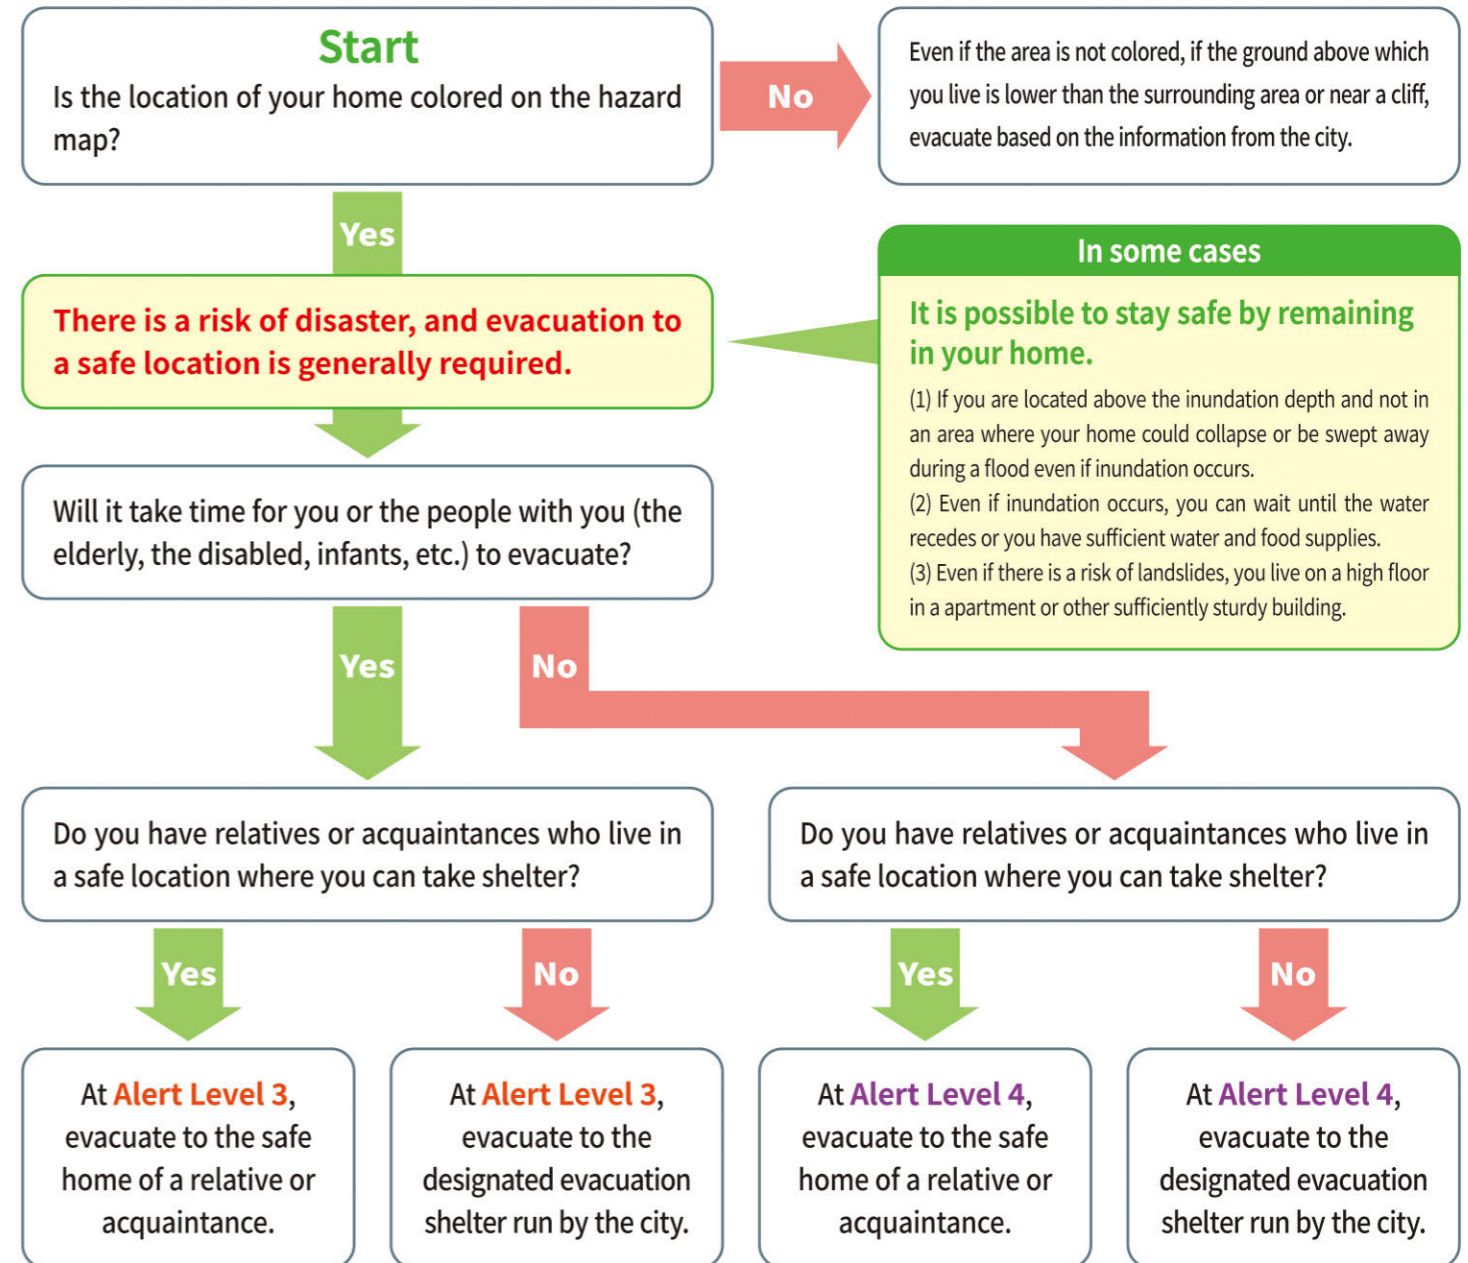 Start
Is the location of your home colored on the hazard
map?
No
Even if the area is not colored, if the ground above which
you live is lower than the surrounding area or near a cliff,
evacuate based on the information from the city.
Yes
There is a risk of disaster, and evacuation to
a safe location is generally required.
In some cases
It is possible to stay safe by remaining
in your home.
(1) If you are located above the inundation depth and not in
an area where your home could collapse or be swept away
during a flood even if inundation occurs.
(2) Even if inundation occurs, you can wait until the water
recedes or you have sufficient water and food supplies.
(3) Even if there is a risk of landslides, you live on a high floor
in a apartment or other sufficiently sturdy building.
Will it take time for you or the people with you (the
elderly, the disabled, infants, etc.) to evacuate?
Yes
No
Do you have relatives or acquaintances who live in
a safe location where you can take shelter?
Do you have relatives or acquaintances who live in
a safe location where you can take shelter?
Yes
No
Yes
No
At Alert Level 3,
evacuate to the safe
home of a relative or
acquaintance.
At Alert Level 3,
evacuate to the
designated evacuation
shelter run by the city.
At Alert Level 4,
evacuate to the safe
home of a relative or
acquaintance.
At Alert Level 4,
evacuate to the
designated evacuation
shelter run by the city.